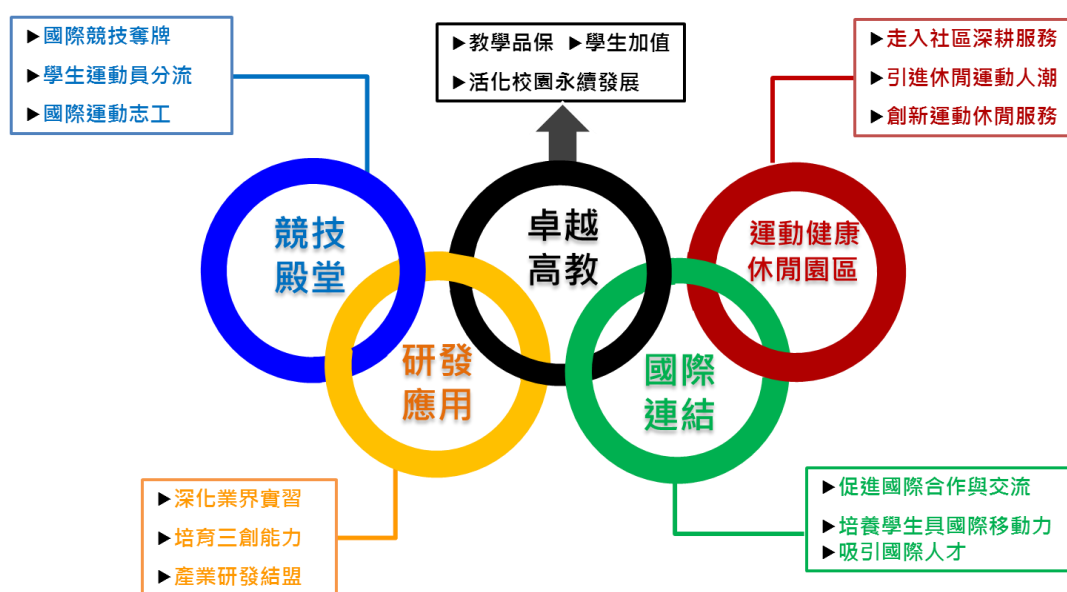 ▶國際競技奪牌
▶學生運動員分流
▶國際運動志工
▶教學品保 ▶學生加值
▶活化校園永續發展
▶走入社區深耕服務
▶引進休閒運動人潮
▶創新運動休閒服務
競技
殿堂
卓越
高教
運動健康
休閒園區
研發
應用
國際
連結
▶深化業界實習
▶培育三創能力
▶產業研發結盟
▶促進國際合作與交流
▶培養學生具國際移動力
▶吸引國際人才